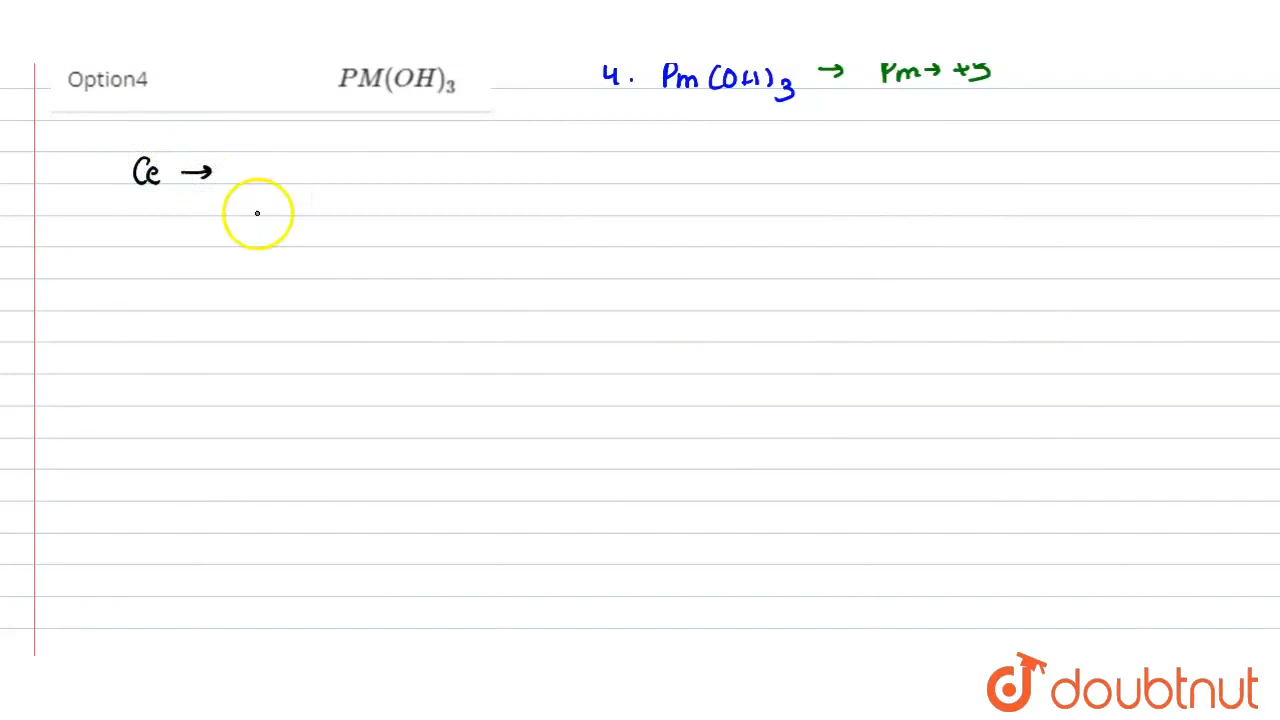 Option4 PM(OH)₃ 4. Pm(OH)₃ → Pm→ +3
Ce →
doubtnut